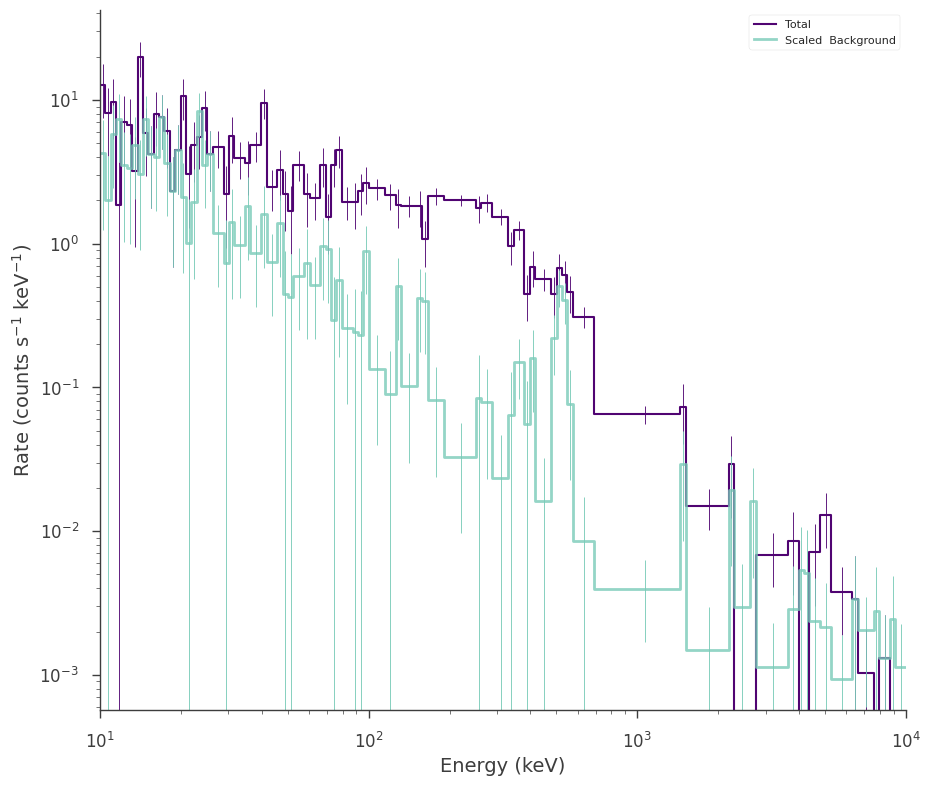 Total
Scaled  Background
10¹
10⁰
10⁻¹
10⁻²
10⁻³
Rate (counts s⁻¹ keV⁻¹)
10¹ 10² 10³ 10⁴
Energy (keV)